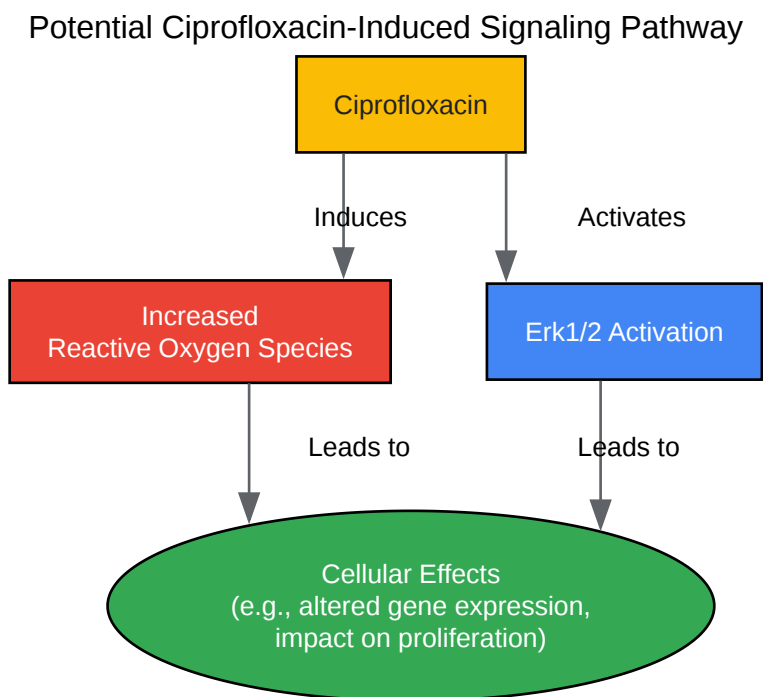 Potential Ciprofloxacin-Induced Signaling Pathway
Ciprofloxacin
Induces
Activates
Increased
Reactive Oxygen Species
Erk1/2 Activation
Leads to
Leads to
Cellular Effects
(e.g., altered gene expression,
impact on proliferation)